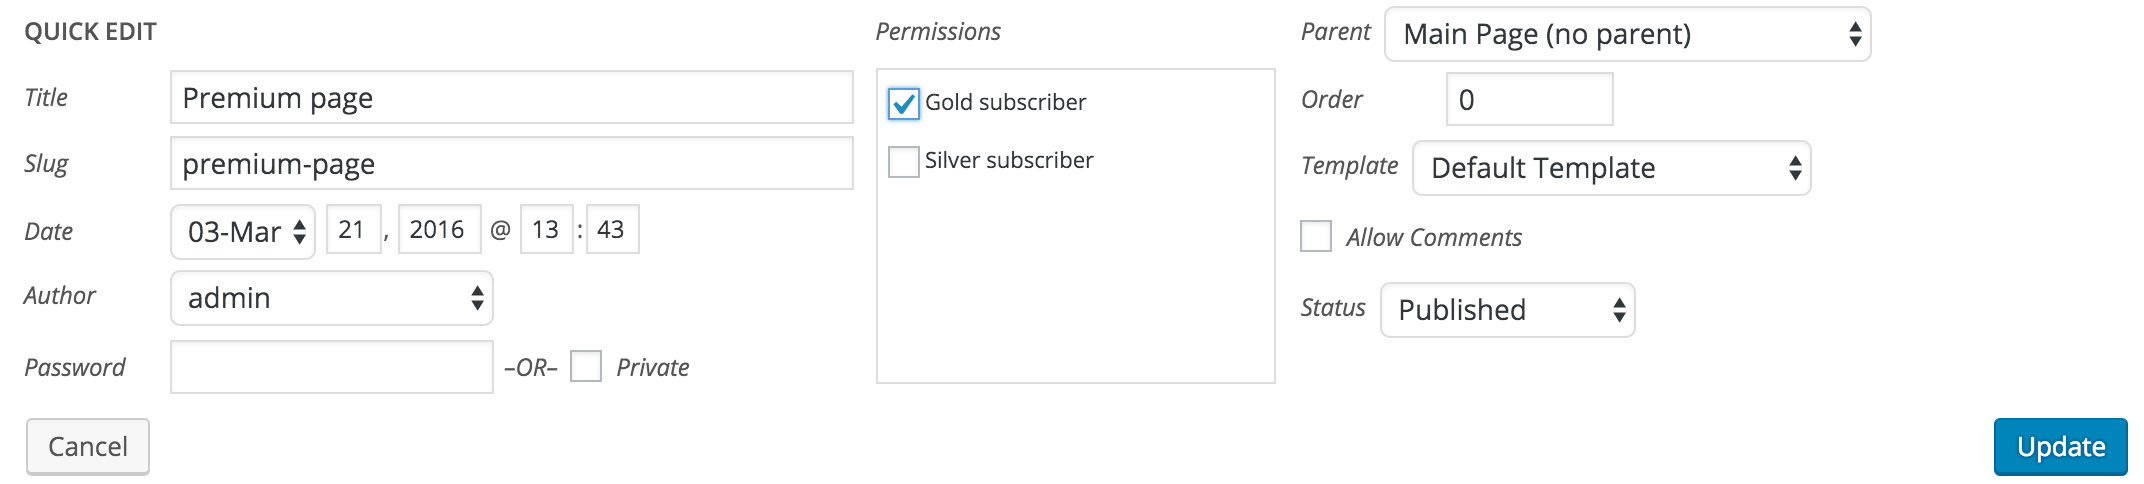 QUICK EDIT
Title Premium page
Slug premium-page
Date 03-Mar 21 , 2016 @ 13 : 43
Author admin
Password –OR– Private
Permissions
Gold subscriber
Silver subscriber
Parent Main Page (no parent)
Order 0
Template Default Template
Allow Comments
Status Published
Cancel
Update